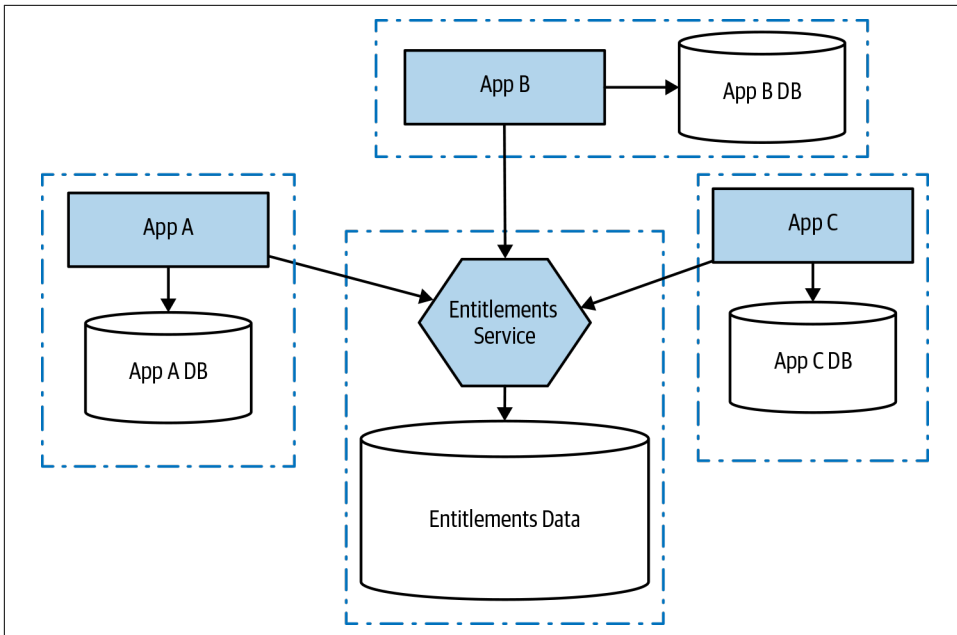 App B
App B DB
App A
App A DB
App C
App C DB
Entitlements
Service
Entitlements Data